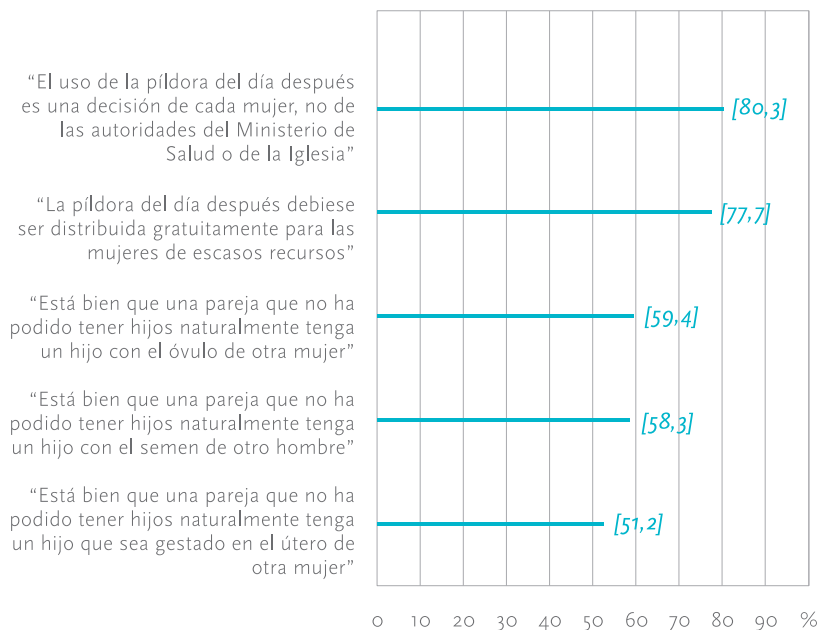 “El uso de la píldora del día después
es una decisión de cada mujer, no de
las autoridades del Ministerio de
Salud o de la Iglesia”
[80,3]
“La píldora del día después debiese
ser distribuida gratuitamente para las
mujeres de escasos recursos”
[77,7]
“Está bien que una pareja que no ha
podido tener hijos naturalmente tenga
un hijo con el óvulo de otra mujer”
[59,4]
“Está bien que una pareja que no ha
podido tener hijos naturalmente tenga
un hijo con el semen de otro hombre”
[58,3]
“Está bien que una pareja que no ha
podido tener hijos naturalmente tenga
un hijo que sea gestado en el útero de
otra mujer”
[51,2]
0 10 20 30 40 50 60 70 80 90 %